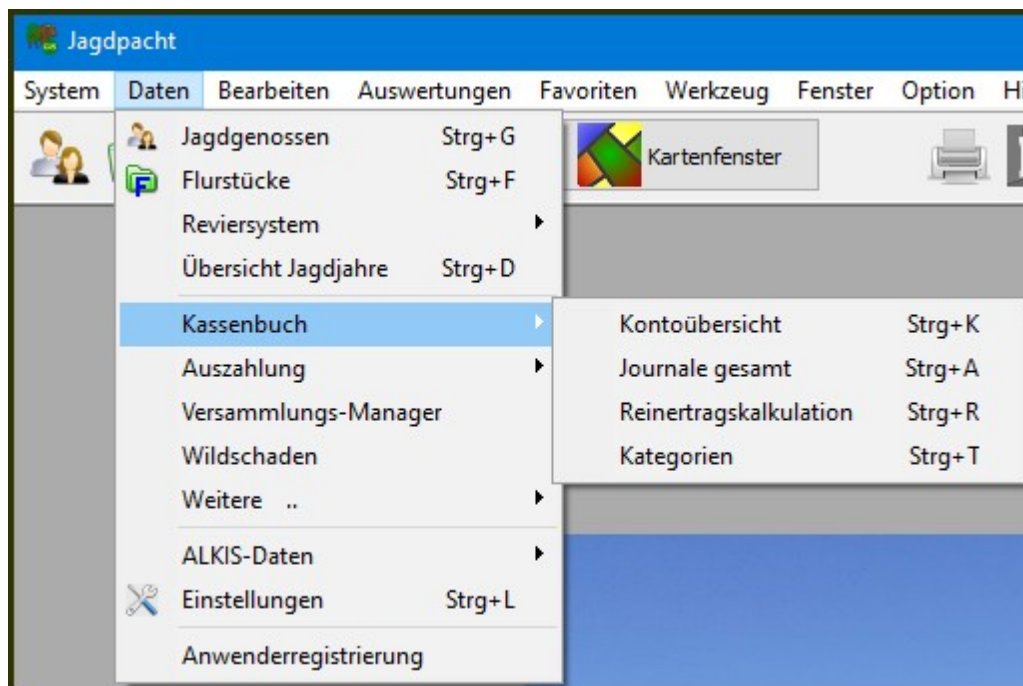 Jagdpacht
System Daten Bearbeiten Auswertungen Favoriten Werkzeug Fenster Option
Jagdgenossen Strg+G
Kartenfenster
Flurstücke Strg+F
Reviersystem
Übersicht Jagdjahre Strg+D
Kassenbuch
Auszahlung
Versammlungs-Manager
Wildschaden
Weitere ..
ALKIS-Daten
Einstellungen Strg+L
Anwenderregistrierung
Kontoübersicht Strg+K
Journale gesamt Strg+A
Reinertragskalkulation Strg+R
Kategorien Strg+T